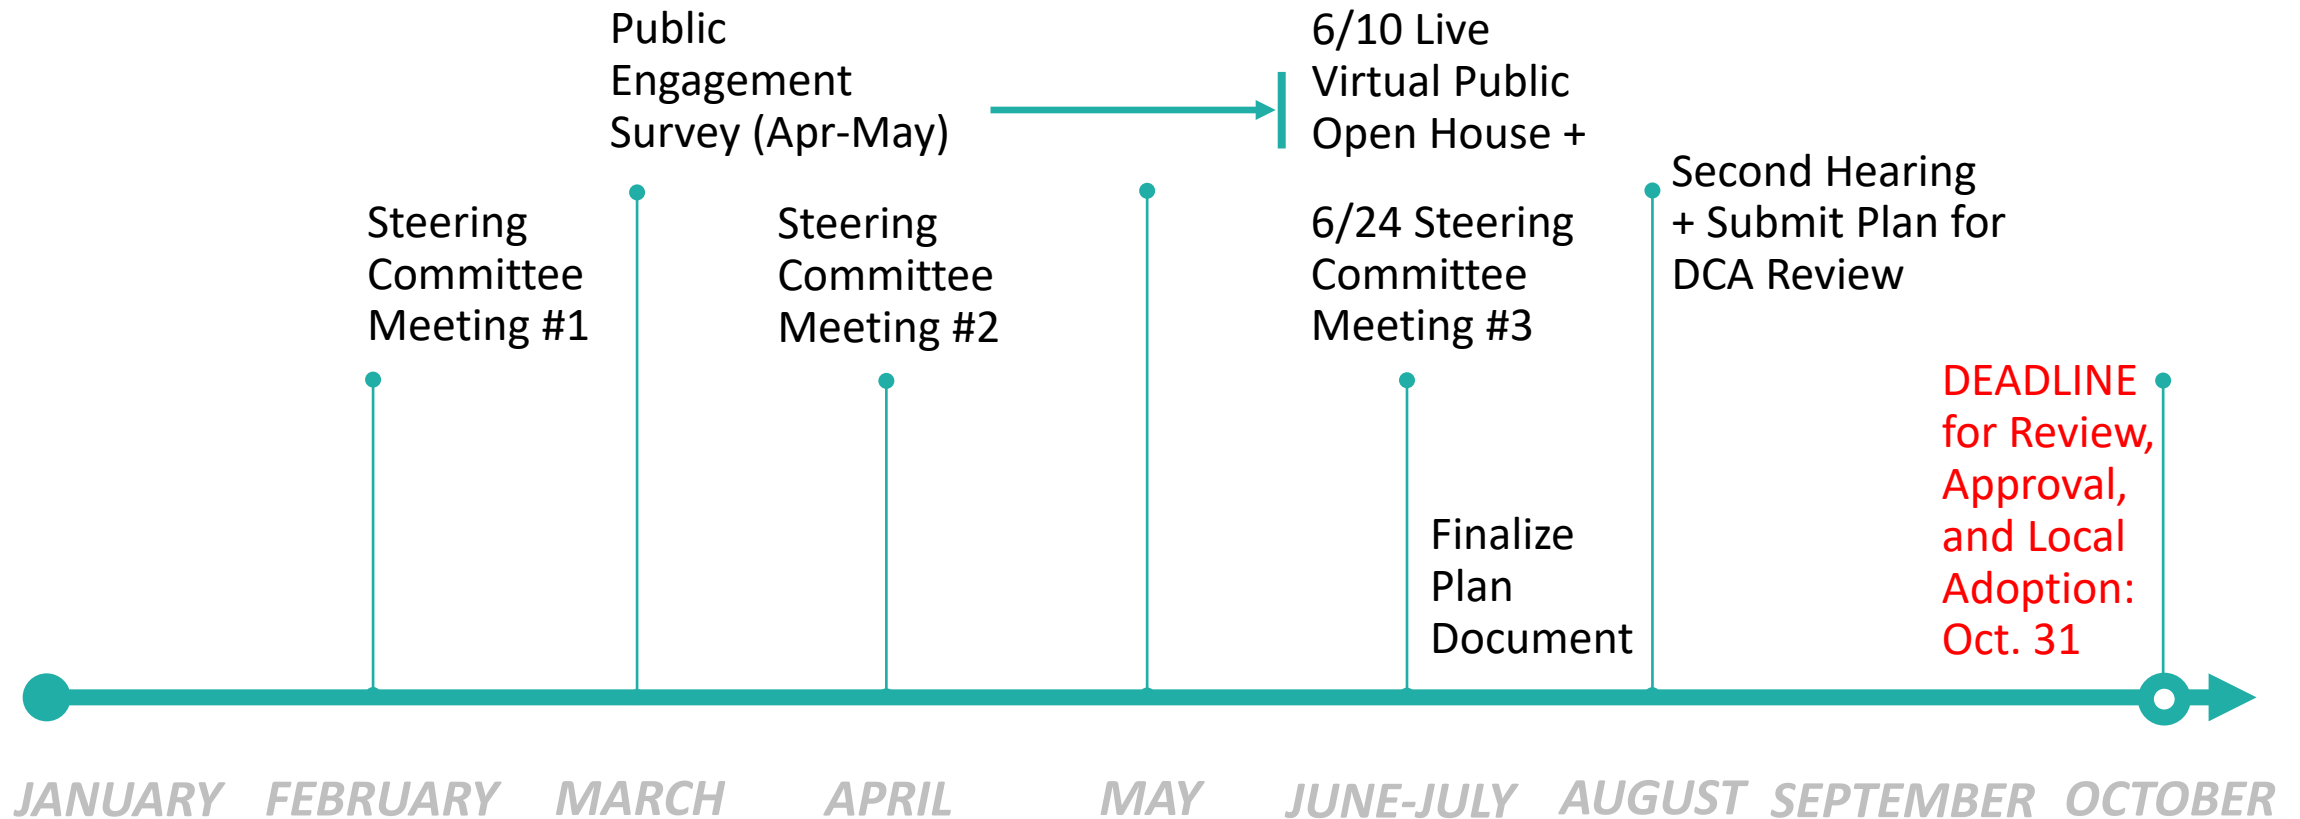 Public
Engagement
Survey (Apr-May)
6/10 Live
Virtual Public
Open House +
Steering
Committee
Meeting #1
Steering
Committee
Meeting #2
6/24 Steering
Committee
Meeting #3
Second Hearing
+ Submit Plan for
DCA Review
Finalize
Plan
Document
DEADLINE
for Review,
Approval,
and Local
Adoption:
Oct. 31
JANUARY FEBRUARY MARCH APRIL MAY JUNE-JULY AUGUST SEPTEMBER OCTOBER